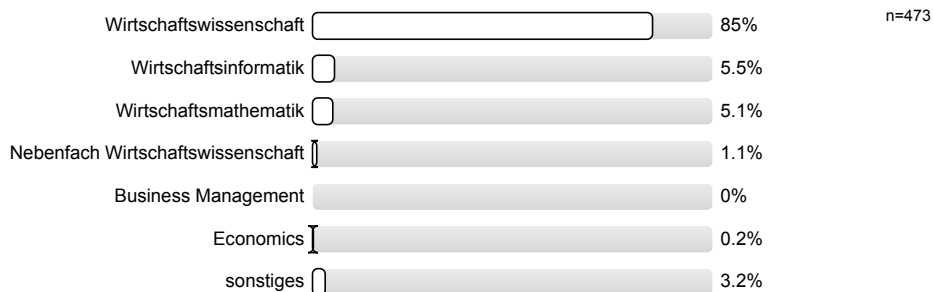 n=473
Wirtschaftswissenschaft 85%
Wirtschaftsinformatik 5.5%
Wirtschaftsmathematik 5.1%
Nebenfach Wirtschaftswissenschaft 1.1%
Business Management 0%
Economics 0.2%
sonstiges 3.2%